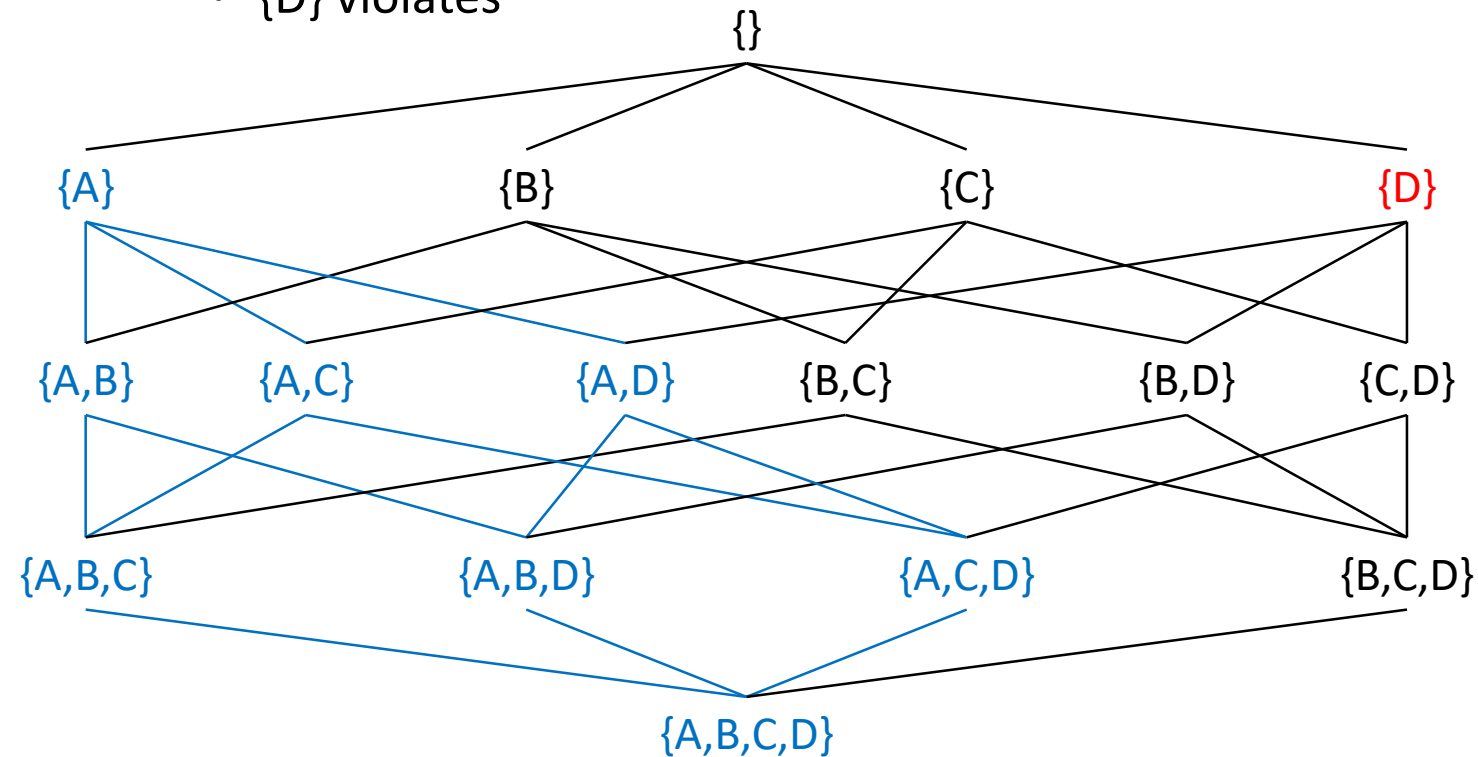 • {D} violates
{}
{A} {B} {C} {D}
{A,B} {A,C} {A,D} {B,C} {B,D} {C,D}
{A,B,C} {A,B,D} {A,C,D} {B,C,D}
{A,B,C,D}